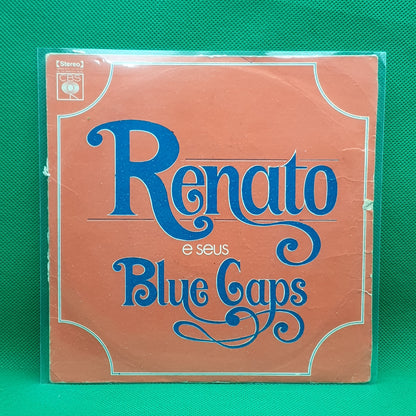 [Stereo]
CBS
Renato
e seus
Blue Caps